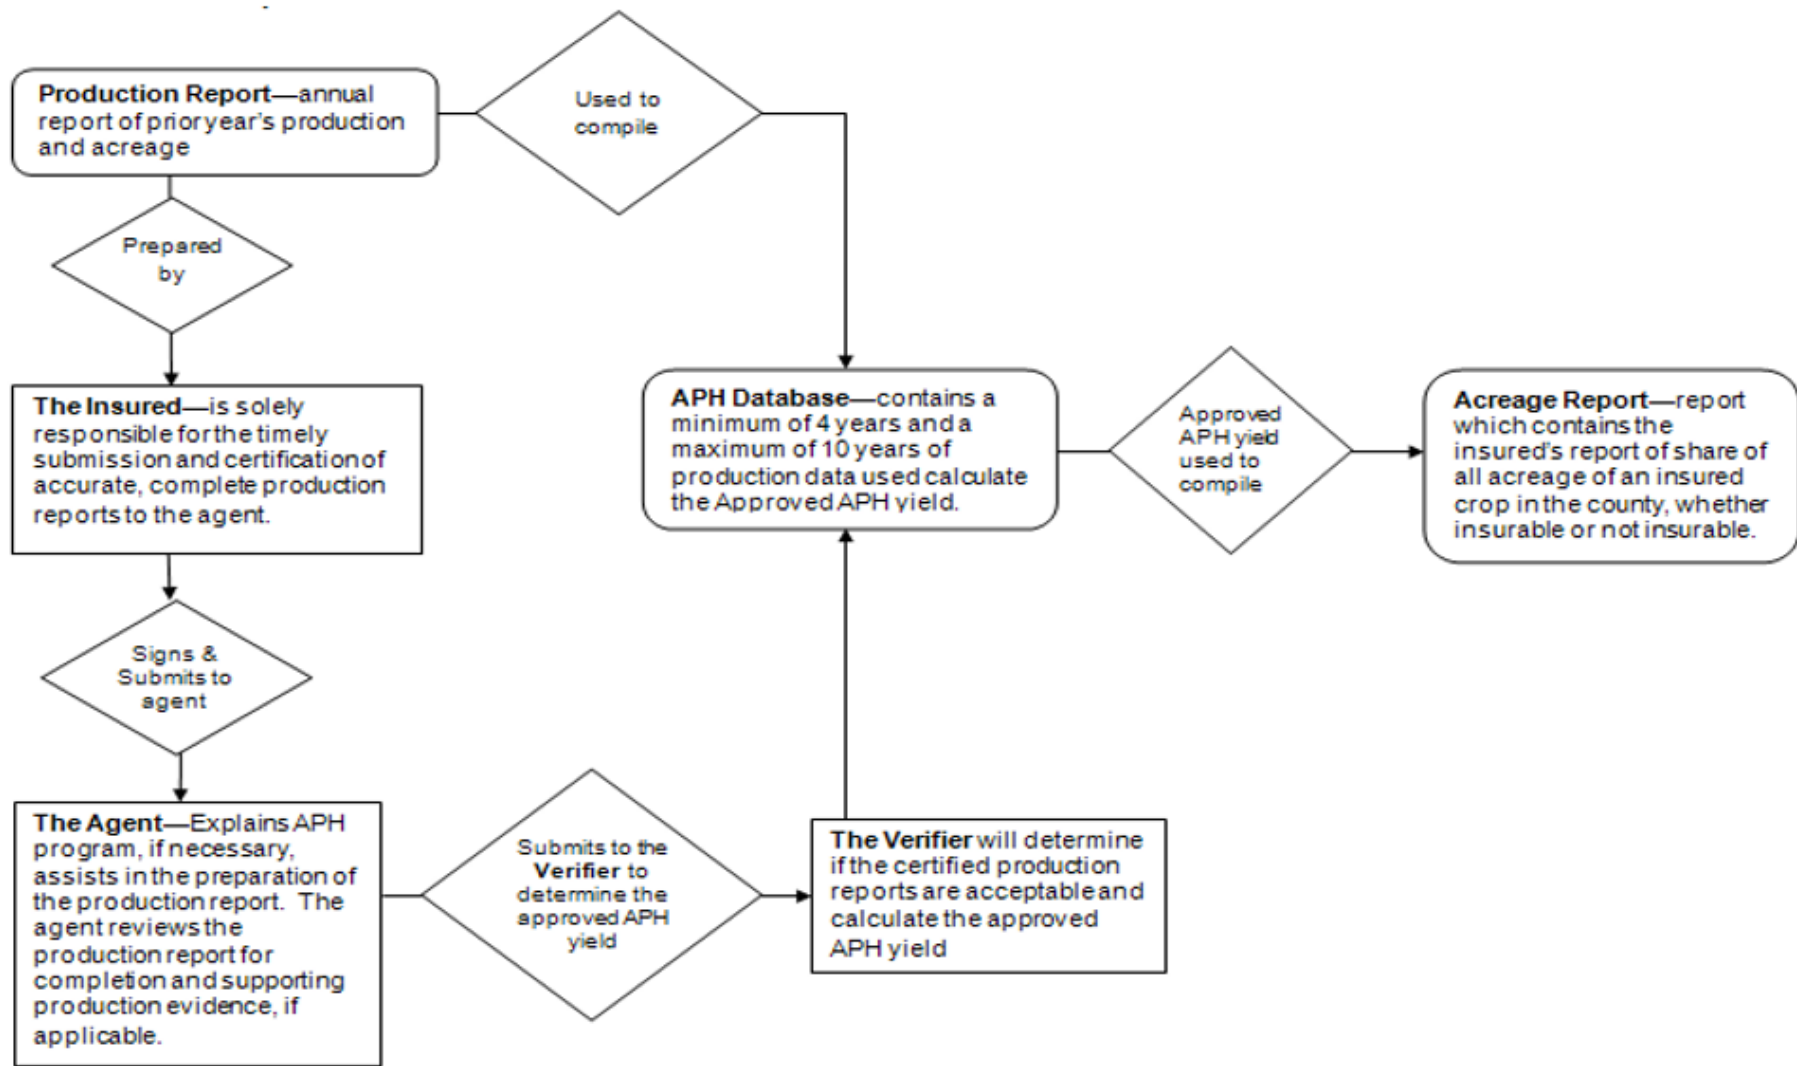 Production Report—annual
report of prior year's production
and acreage
Used to
compile
Prepared
by
The Insured—is solely
responsible for the timely
submission and certification of
accurate, complete production
reports to the agent.
APH Database—contains a
minimum of 4 years and a
maximum of 10 years of
production data used calculate
the Approved APH yield.
Approved
APH yield
used to
compile
Acreage Report—report
which contains the
insured's report of share of
all acreage of an insured
crop in the county, whether
insurable or not insurable.
Signs &
Submits to
agent
The Agent—Explains APH
program, if necessary,
assists in the preparation of
the production report.  The
agent reviews the
production report for
completion and supporting
production evidence, if
applicable.
Submits to the
Verifier to
determine the
approved APH
yield
The Verifier will determine
if the certified production
reports are acceptable and
calculate the approved
APH yield